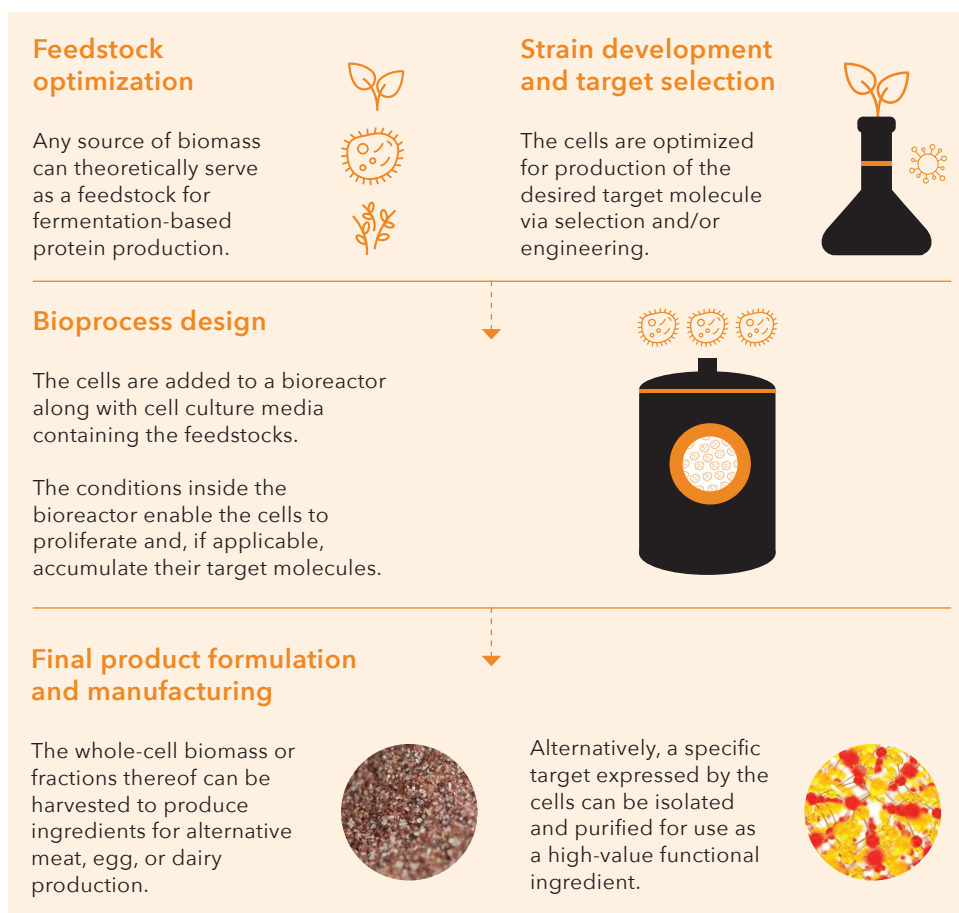 Feedstock
optimization
Any source of biomass
can theoretically serve
as a feedstock for
fermentation-based
protein production.
Strain development
and target selection
The cells are optimized
for production of the
desired target molecule
via selection and/or
engineering.
Bioprocess design
The cells are added to a bioreactor
along with cell culture media
containing the feedstocks.
The conditions inside the
bioreactor enable the cells to
proliferate and, if applicable,
accumulate their target molecules.
Final product formulation
and manufacturing
The whole-cell biomass or
fractions thereof can be
harvested to produce
ingredients for alternative
meat, egg, or dairy
production.
Alternatively, a specific
target expressed by the
cells can be isolated
and purified for use as
a high-value functional
ingredient.